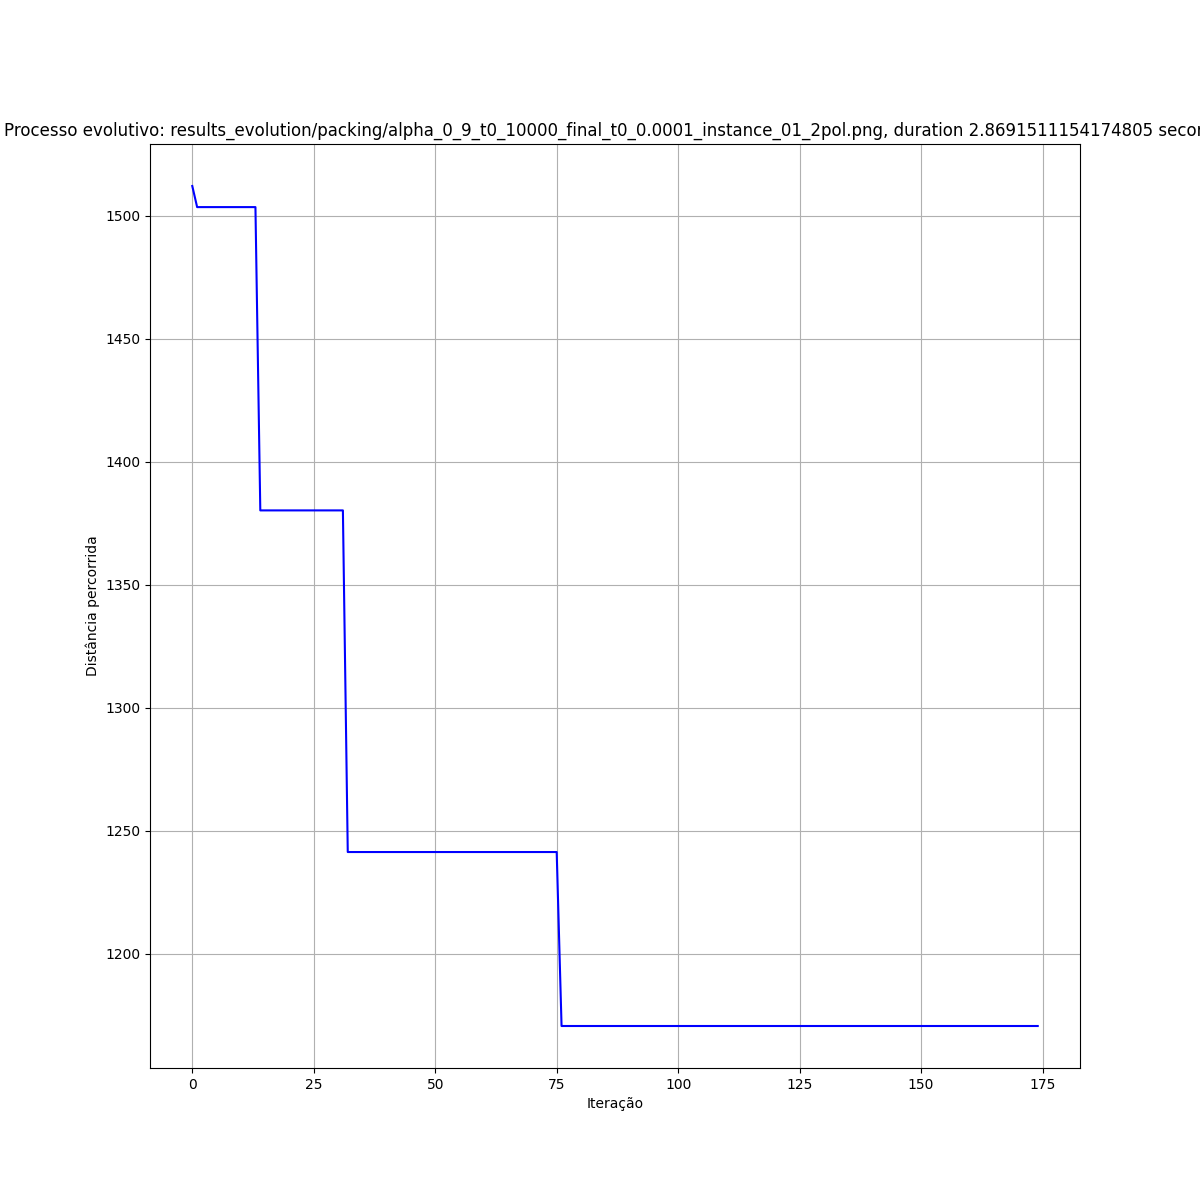 Processo evolutivo: results_evolution/packing/alpha_0_9_t0_10000_final_t0_0.0001_instance_01_2pol.png, duration 2.8691511154174805
1500
1450
1400
1350
1300
1250
1200
Distância percorrida
0 25 50 75 100 125 150 175
Iteração